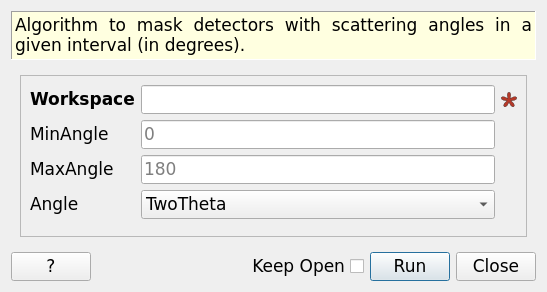 Algorithm to mask detectors with scattering angles in a
given interval (in degrees).
Workspace *
MinAngle 0
MaxAngle 180
Angle TwoTheta
? Keep Open Run Close